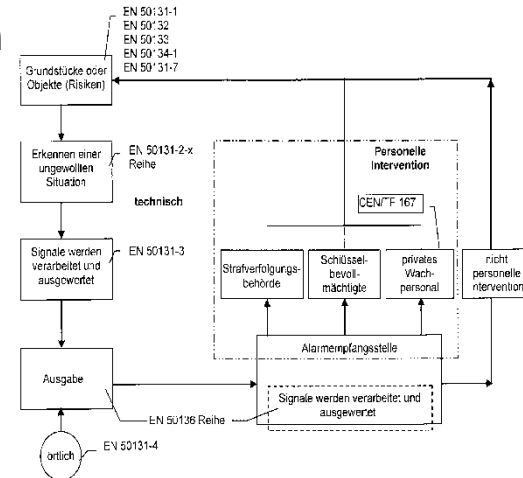 EN 50131-1
EN 50132
EN 50133
EN 50134-1
EN 50131-7
Grundstücke oder
Objekte (Risiken)
Erkennen einer
ungewollten
Situation
EN 50131-2-x
Reihe
technisch
Personelle
Intervention
CEN/TF 167
Signale werden
verarbeitet und
ausgewertet
EN 50131-3
Strafverfolgungs-
behörde
Schlüssel-
bevoll-
mächtigte
privates
Wach-
personal
nicht
personelle
Intervention
Alarmempfangsstelle
Signale werden verarbeitet und
ausgewertet
Ausgabe
EN 50136 Reihe
örtlich
EN 50131-4